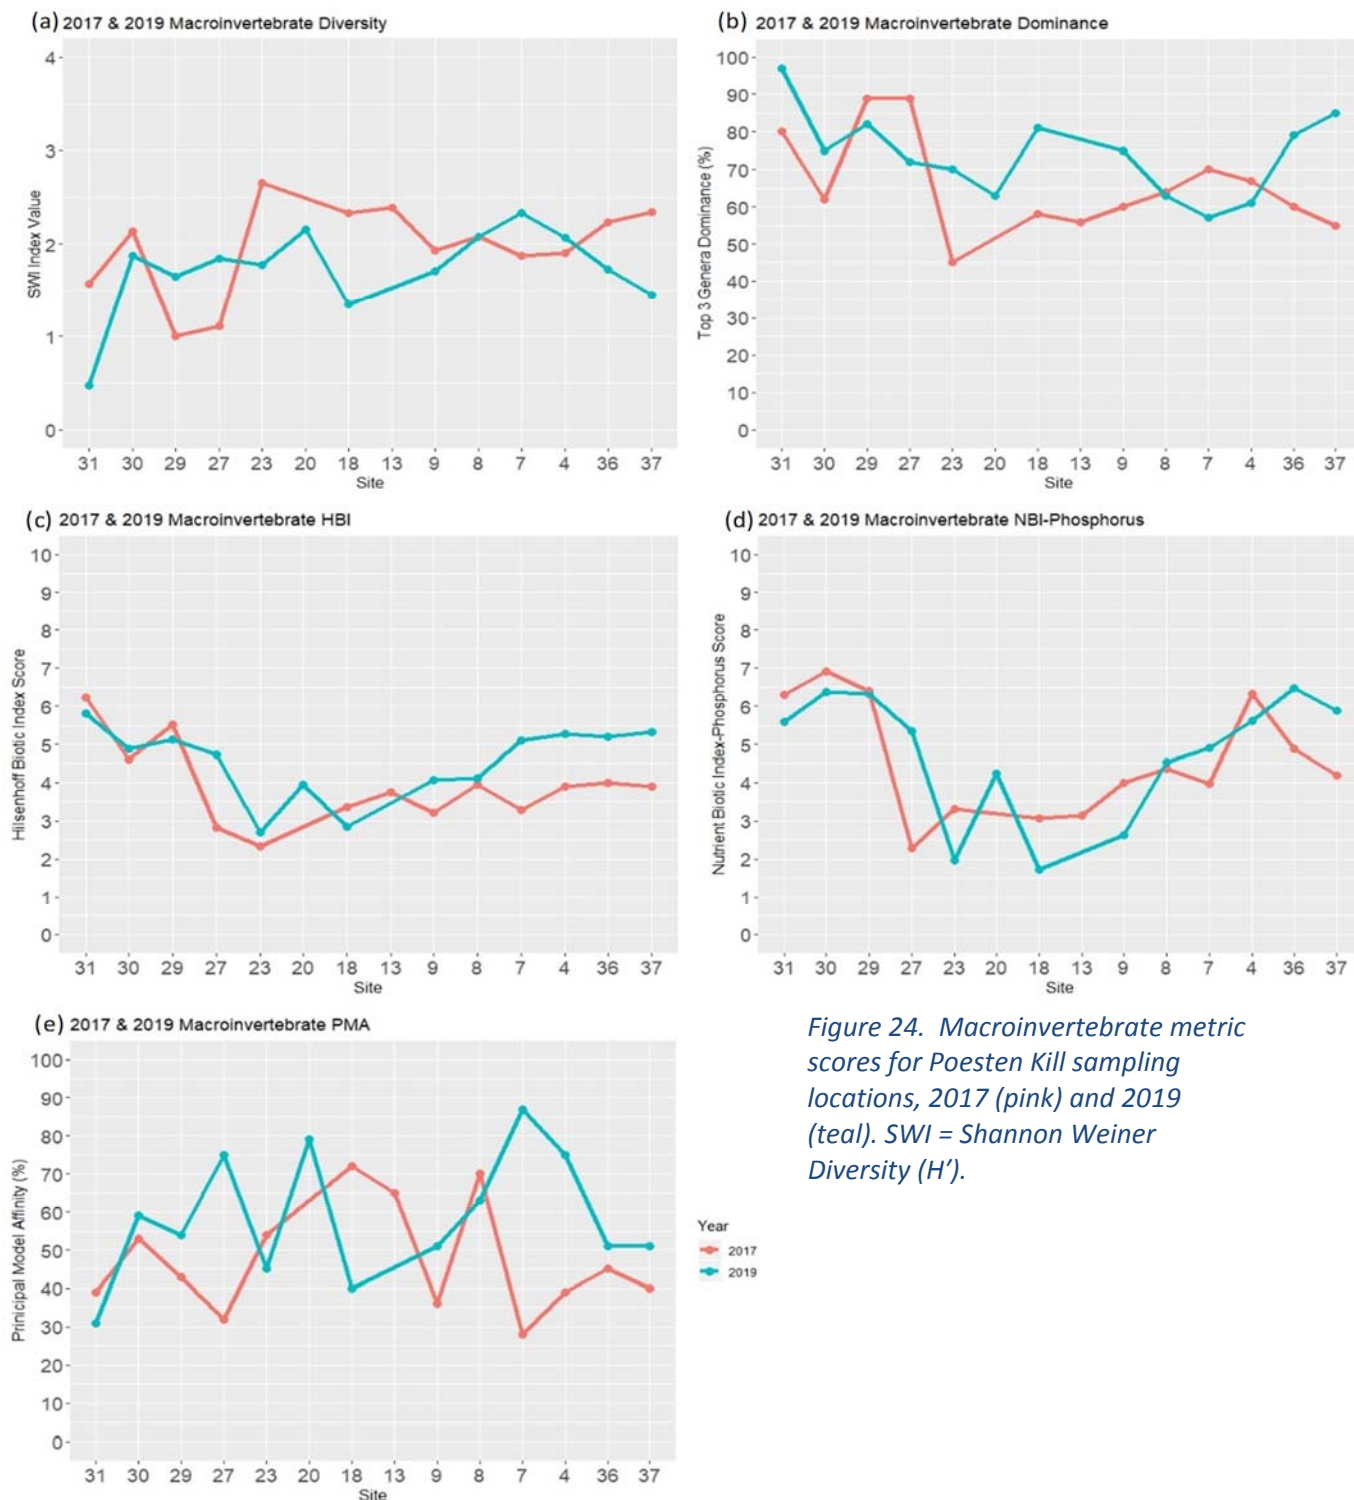 (a) 2017 & 2019 Macroinvertebrate Diversity
4
3
2
1
0
SWI Index Value
31 30 29 27 23 20 18 13 9 8 7 4 36 37
Site
(b) 2017 & 2019 Macroinvertebrate Dominance
100
90
80
70
60
50
40
30
20
10
0
Top 3 Genera Dominance (%)
31 30 29 27 23 20 18 13 9 8 7 4 36 37
Site
(c) 2017 & 2019 Macroinvertebrate HBI
10
9
8
7
6
5
4
3
2
1
0
Hilsenhoff Biotic Index Score
31 30 29 27 23 20 18 13 9 8 7 4 36 37
Site
(d) 2017 & 2019 Macroinvertebrate NBI-Phosphorus
10
9
8
7
6
5
4
3
2
1
0
Nutrient Biotic Index-Phosphorus Score
31 30 29 27 23 20 18 13 9 8 7 4 36 37
Site
(e) 2017 & 2019 Macroinvertebrate PMA
100
90
80
70
60
50
40
30
20
10
0
Prinicipal Model Affinity (%)
31 30 29 27 23 20 18 13 9 8 7 4 36 37
Site
Year
2017
2019
Figure 24. Macroinvertebrate metric
scores for Poesten Kill sampling
locations, 2017 (pink) and 2019
(teal). SWI = Shannon Weiner
Diversity (H’).